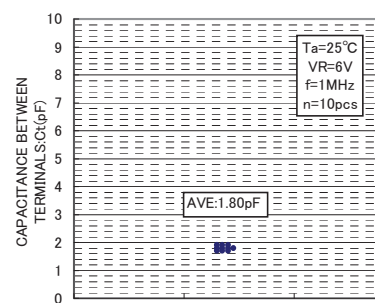 CAPACITANCE BETWEEN
TERMINALS:Ct(pF)
10
9
8
7
6
5
4
3
2
1
0
Ta=25℃
VR=6V
f=1MHz
n=10pcs
AVE:1.80pF